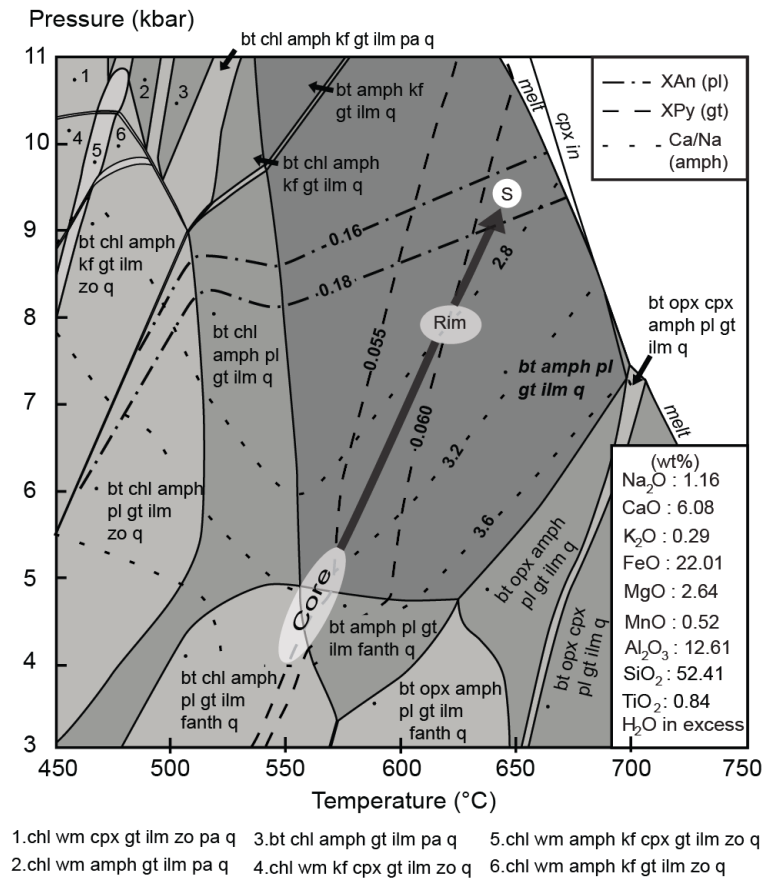 Pressure (kbar)
bt chl amph kf gt ilm pa q
11
10
9
8
7
6
5
4
3
1
2
3
4
5
6
bt amph kf
gt ilm q
bt chl amph
kf gt ilm q
melt
cpx in
XAn (pl)
XPy (gt)
Ca/Na
(amph)
S
bt chl amph
kf gt ilm
zo q
0.16
0.18
2.8
Rim
bt chl
amph pl
gt ilm q
0.055
bt amph pl
gt ilm q
bt opx cpx
amph pl gt
ilm q
0.060
3.2
melt
bt chl amph
pl gt ilm
zo q
3.6
Core
bt opx amph
pl gt ilm q
bt amph pl gt
ilm fanth q
bt opx cpx
pl gt ilm q
bt chl amph
pl gt ilm
fanth q
bt opx amph
pl gt ilm
fanth q
(wt%)
Na2O : 1.16
CaO : 6.08
K2O : 0.29
FeO : 22.01
MgO : 2.64
MnO : 0.52
Al2O3 : 12.61
SiO2 : 52.41
TiO2 : 0.84
H2O in excess
450 500 550 600 650 700 750
Temperature (°C)
1.chl wm cpx gt ilm zo pa q 3.bt chl amph gt ilm pa q 5.chl wm amph kf cpx gt ilm zo q
2.chl wm amph gt ilm pa q 4.chl wm kf cpx gt ilm zo q 6.chl wm amph kf gt ilm zo q